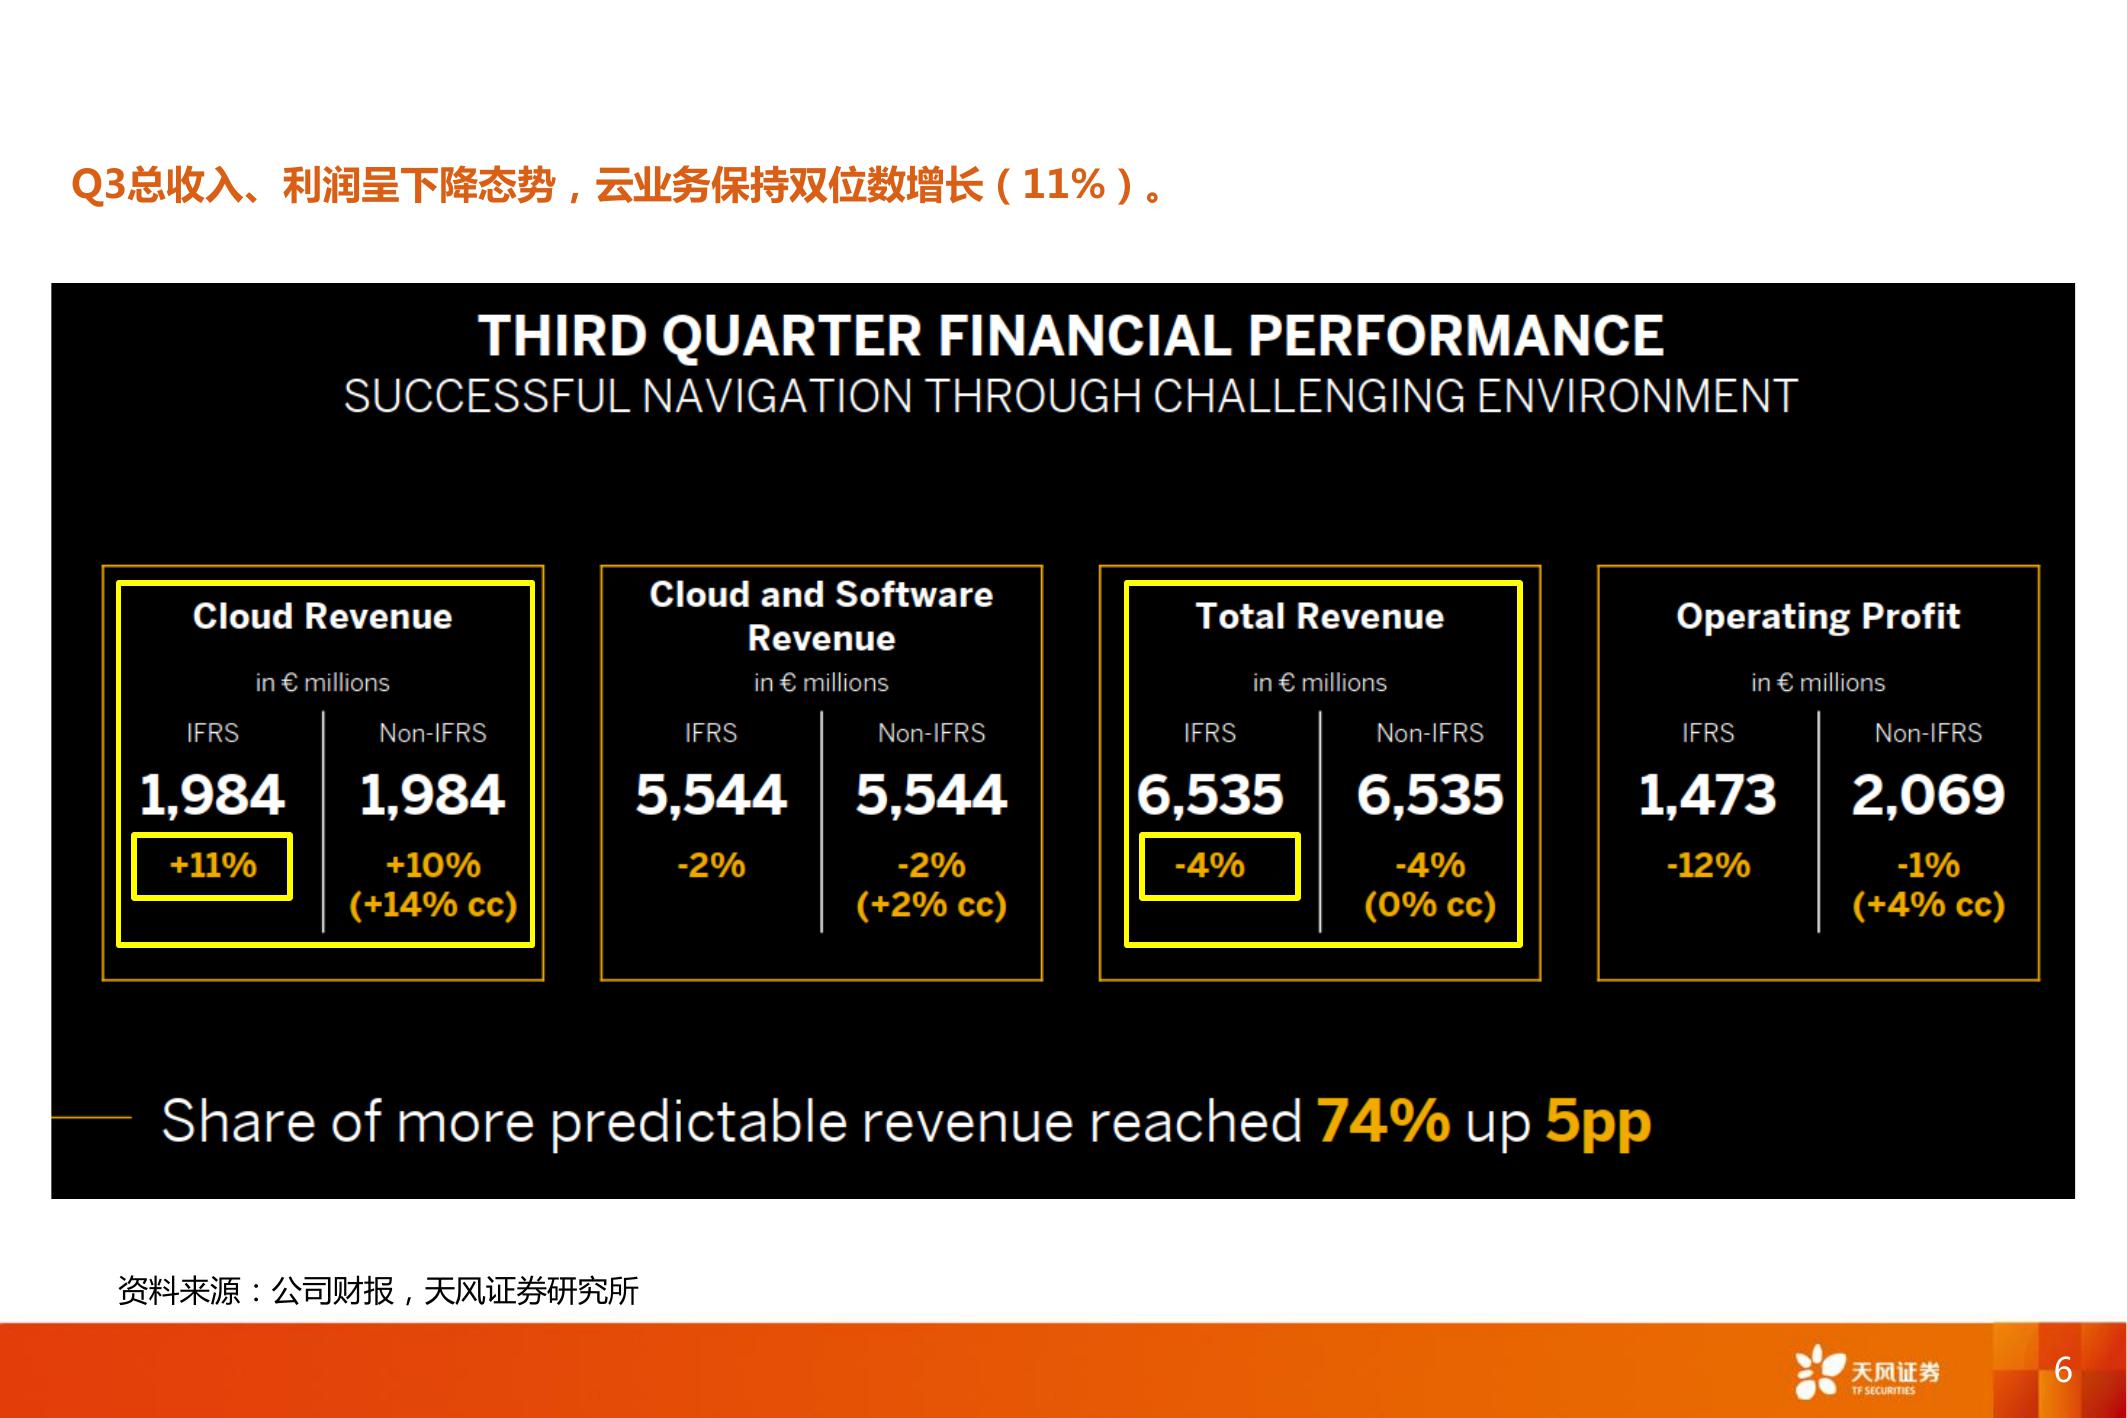 Q3总收入、利润呈下降态势，云业务保持双位数增长（11%）。
THIRD QUARTER FINANCIAL PERFORMANCE
SUCCESSFUL NAVIGATION THROUGH CHALLENGING ENVIRONMENT
Cloud Revenue
in € millions
IFRS
Non-IFRS
1,984
1,984
+11%
+10%
(+14% cc)
Cloud and Software
Revenue
in € millions
IFRS
Non-IFRS
5,544
5,544
-2%
-2%
(+2% cc)
Total Revenue
in € millions
IFRS
Non-IFRS
6,535
6,535
-4%
-4%
(0% cc)
Operating Profit
in € millions
IFRS
Non-IFRS
1,473
2,069
-12%
-1%
(+4% cc)
Share of more predictable revenue reached 74% up 5pp
资料来源：公司财报，天风证券研究所
天风证券
TF SECURITIES
6